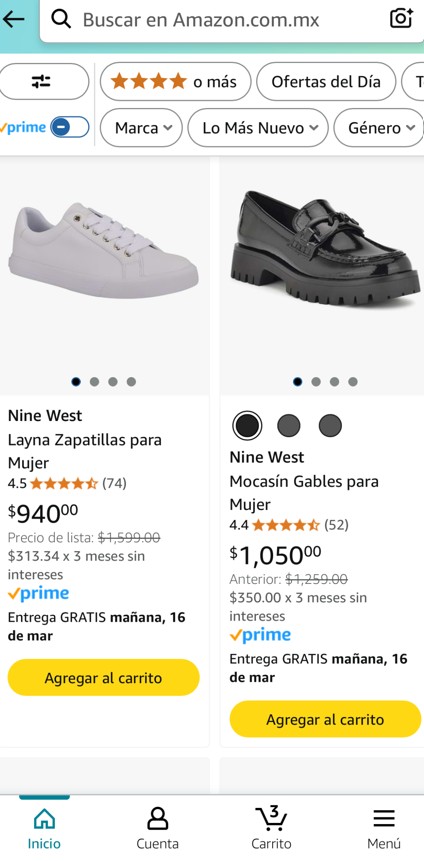 Buscar en Amazon.com.mx
o más
Ofertas del Día
prime
Marca
Lo Más Nuevo
Género
Nine West
Layna Zapatillas para
Mujer
4.5 (74)
$94000
Precio de lista: $1,599.00
$313.34 x 3 meses sin
intereses
prime
Entrega GRATIS mañana, 16
de mar
Agregar al carrito
Nine West
Mocasín Gables para
Mujer
4.4 (52)
$1,05000
Anterior: $1,259.00
$350.00 x 3 meses sin
intereses
prime
Entrega GRATIS mañana, 16
de mar
Agregar al carrito
Inicio
Cuenta
3
Carrito
Menú